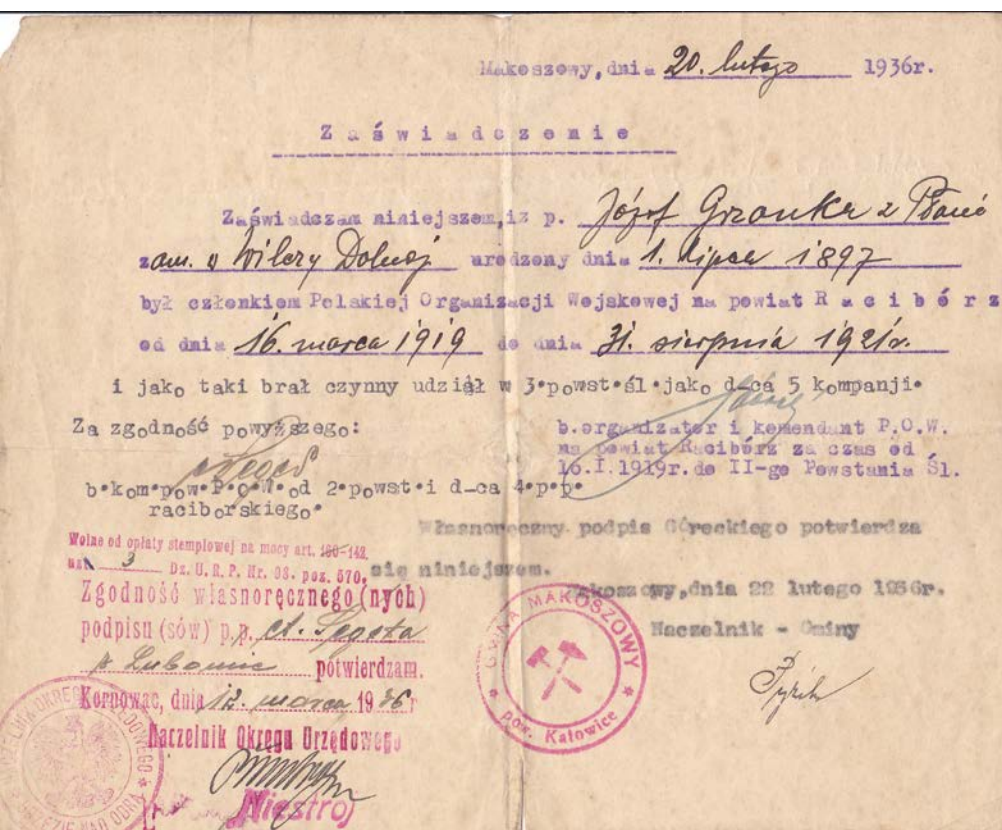 Makoszowy, dnia 20. lutego 1936r.
Zaświadczenie
Zaświadczam niniejszem, iż p. Józef Grzonka z
zam. w Wilczy Dolnej urodzony dnia 1. lipca 1897
był członkiem Polskiej Organizacji Wojskowej na powiat Racibórz
od dnia 16. marca 1919 do dnia 31. sierpnia 1921r.
i jako taki brał czynny udział w 3.powst.śl.jako d-ca 5 kompanji.
Za zgodność powyższego:
b.kom.pow.P.O.W.od 2.powst.i d-ca 4.p.p.
raciborskiego.
b.organizator i komendant P.O.W.
na powiat Racibórz za czas od
16.I.1919r.do II-go Powstania Śl.
Własnoręczny podpis Góreckiego potwierdza
się niniejszem.
Makoszowy,dnia 22 lutego 1936r.
Naczelnik - Gminy
GMINA MAKOSZOWY
pow. Katowice
Wolne od opłaty stemplowej na mocy art. 160-142,
ust. 3 Dz. U. R. P. Nr. 98. poz. 570.
Zgodność własnoręcznego (nych)
podpisu (sów) p.p. A. Segeta
z Lubomic potwierdzam.
Kornowac, dnia 12. marca 1936 r
Naczelnik Okręgu Urzędowego
Niestroj